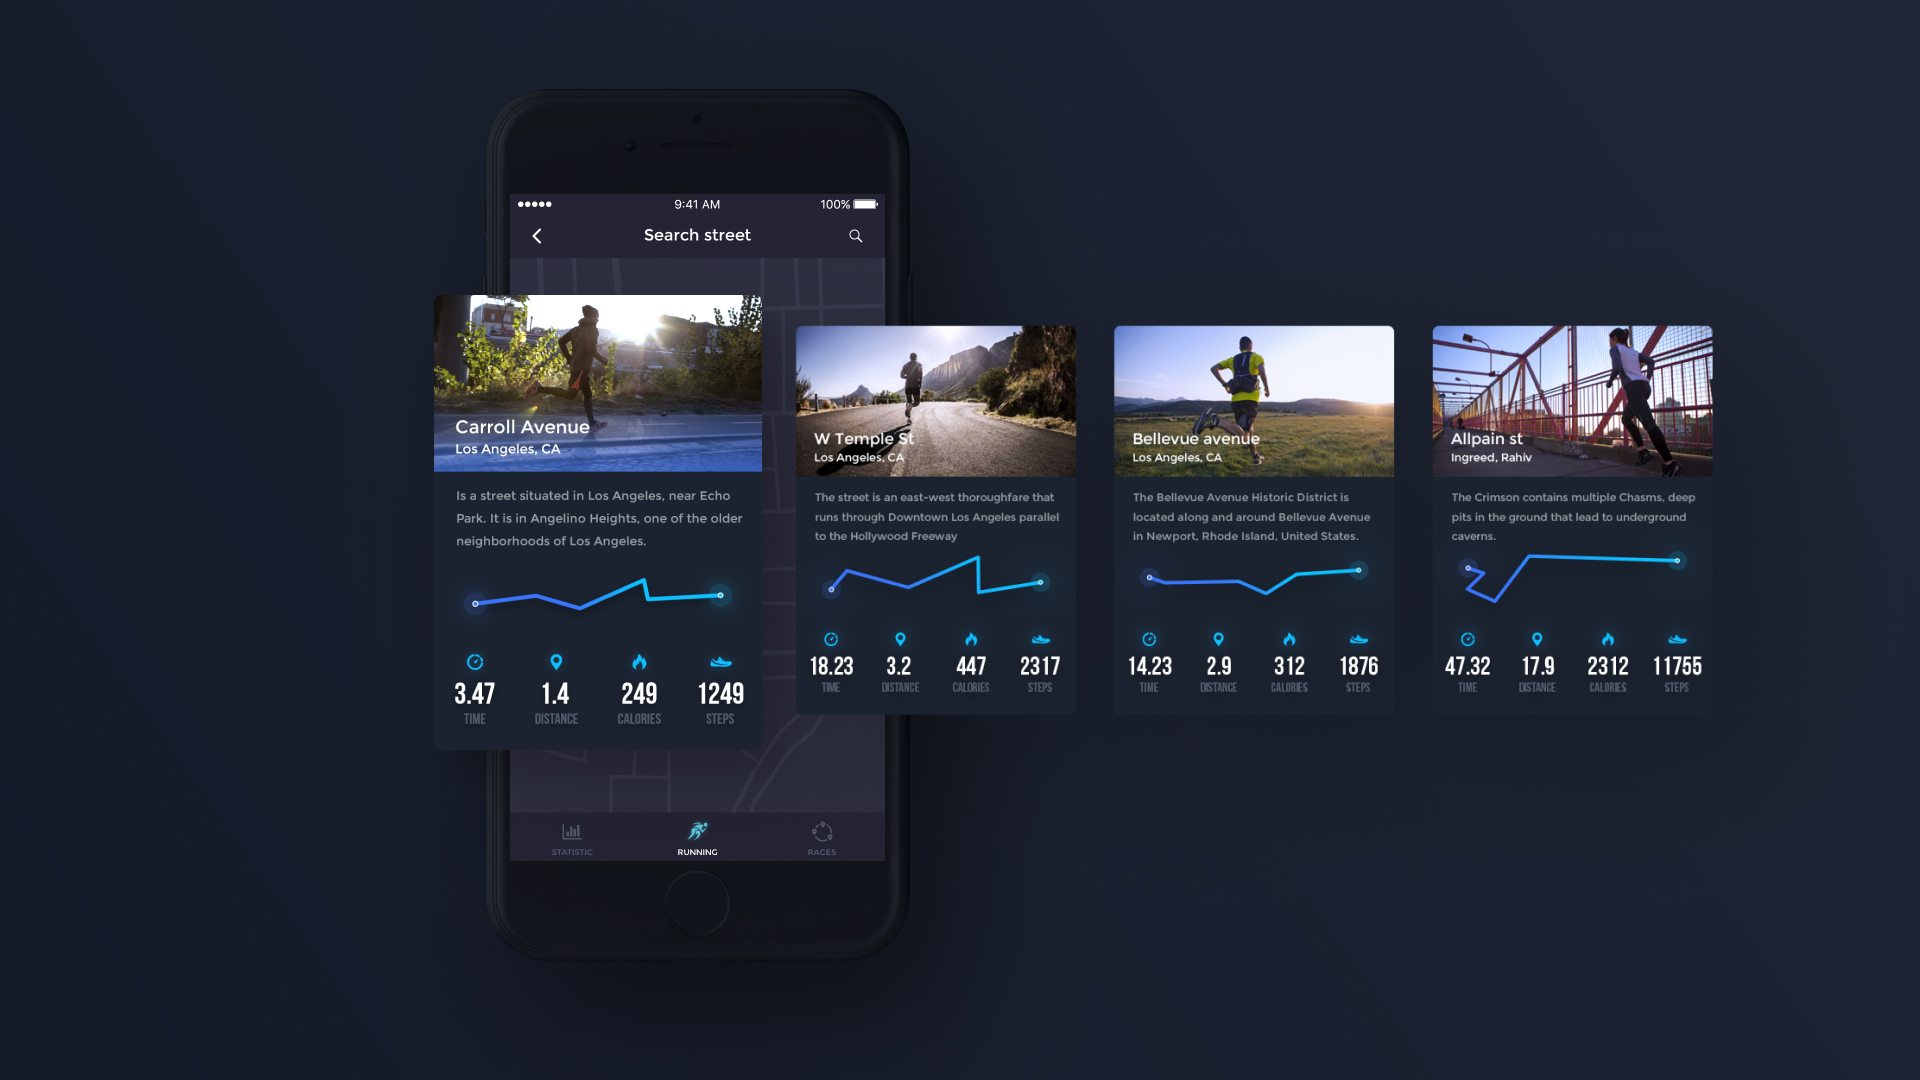 9:41 AM
100%
Search street
Carroll Avenue
Los Angeles, CA
Is a street situated in Los Angeles, near Echo
Park. It is in Angelino Heights, one of the older
neighborhoods of Los Angeles.
3.47
TIME
1.4
DISTANCE
249
CALORIES
1249
STEPS
W Temple St
Los Angeles, CA
The street is an east-west thoroughfare that
runs through Downtown Los Angeles parallel
to the Hollywood Freeway
18.23
TIME
3.2
DISTANCE
447
CALORIES
2317
STEPS
Bellevue avenue
Los Angeles, CA
The Bellevue Avenue Historic District is
located along and around Bellevue Avenue
in Newport, Rhode Island, United States.
14.23
TIME
2.9
DISTANCE
312
CALORIES
1876
STEPS
Allpain st
Ingreed, Rahiv
The Crimson contains multiple Chasms, deep
pits in the ground that lead to underground
caverns.
47.32
TIME
17.9
DISTANCE
2312
CALORIES
11755
STEPS
STATISTIC
RUNNING
RACES